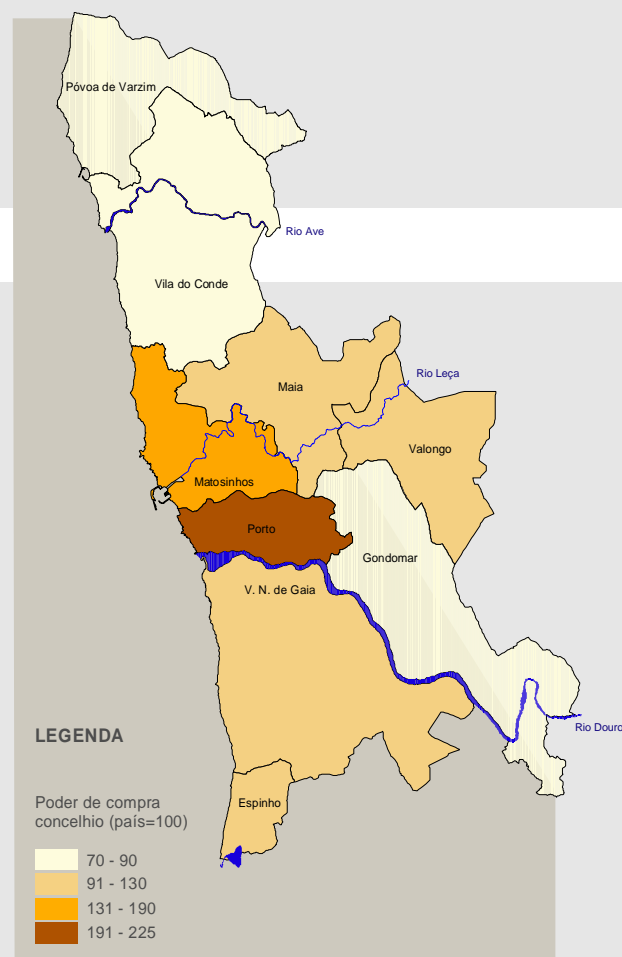 Póvoa de Varzim
Rio Ave
Vila do Conde
Rio Leça
Maia
Valongo
Matosinhos
Porto
Gondomar
V. N. de Gaia
Rio Douro
Espinho
LEGENDA
Poder de compra
concelhio (país=100)
70 - 90
91 - 130
131 - 190
191 - 225